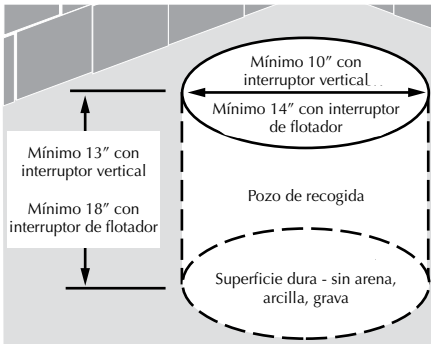 Mínimo 10” con
interruptor vertical
Mínimo 14” con interruptor
de flotador
Mínimo 13” con
interruptor vertical
Mínimo 18” con
interruptor de flotador
Pozo de recogida
Superficie dura - sin arena,
arcilla, grava